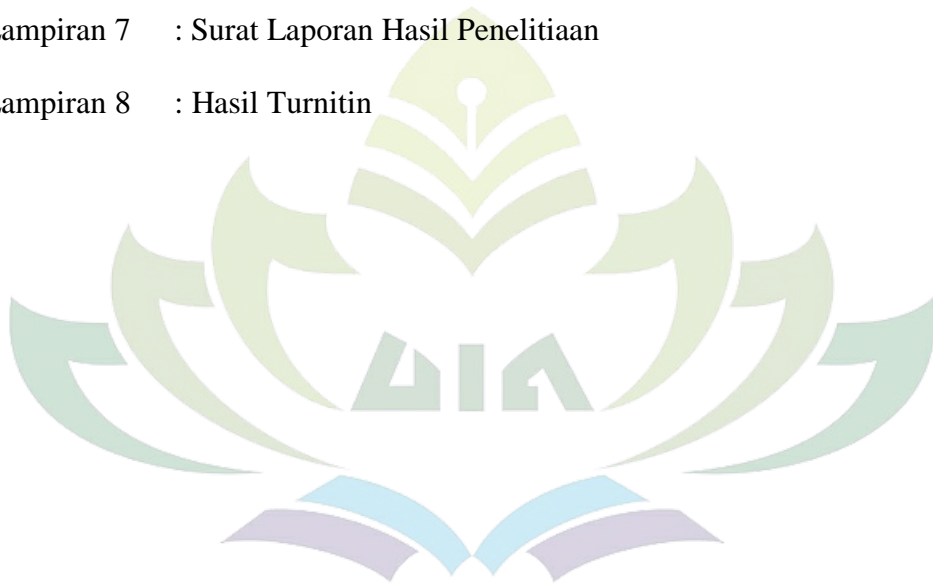 ampiran 7 : Surat Laporan Hasil Penelitiaan
ampiran 8 : Hasil Turnitin